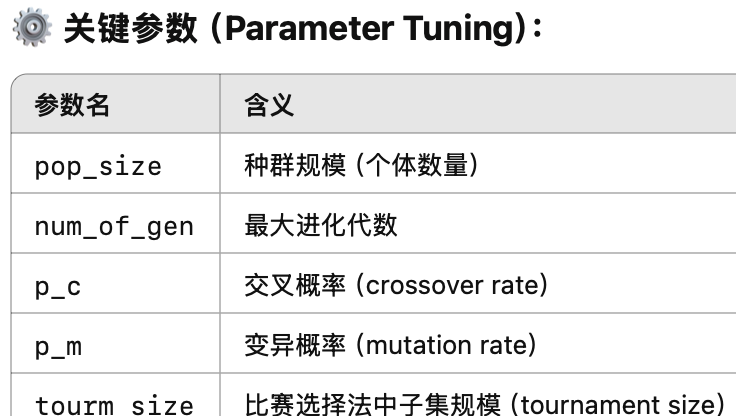 ⚙️ 关键参数（Parameter Tuning）：
参数名 含义
pop_size 种群规模（个体数量）
num_of_gen 最大进化代数
p_c 交叉概率（crossover rate）
p_m 变异概率（mutation rate）
tourm_size 比赛选择法中子集规模（tournament size）